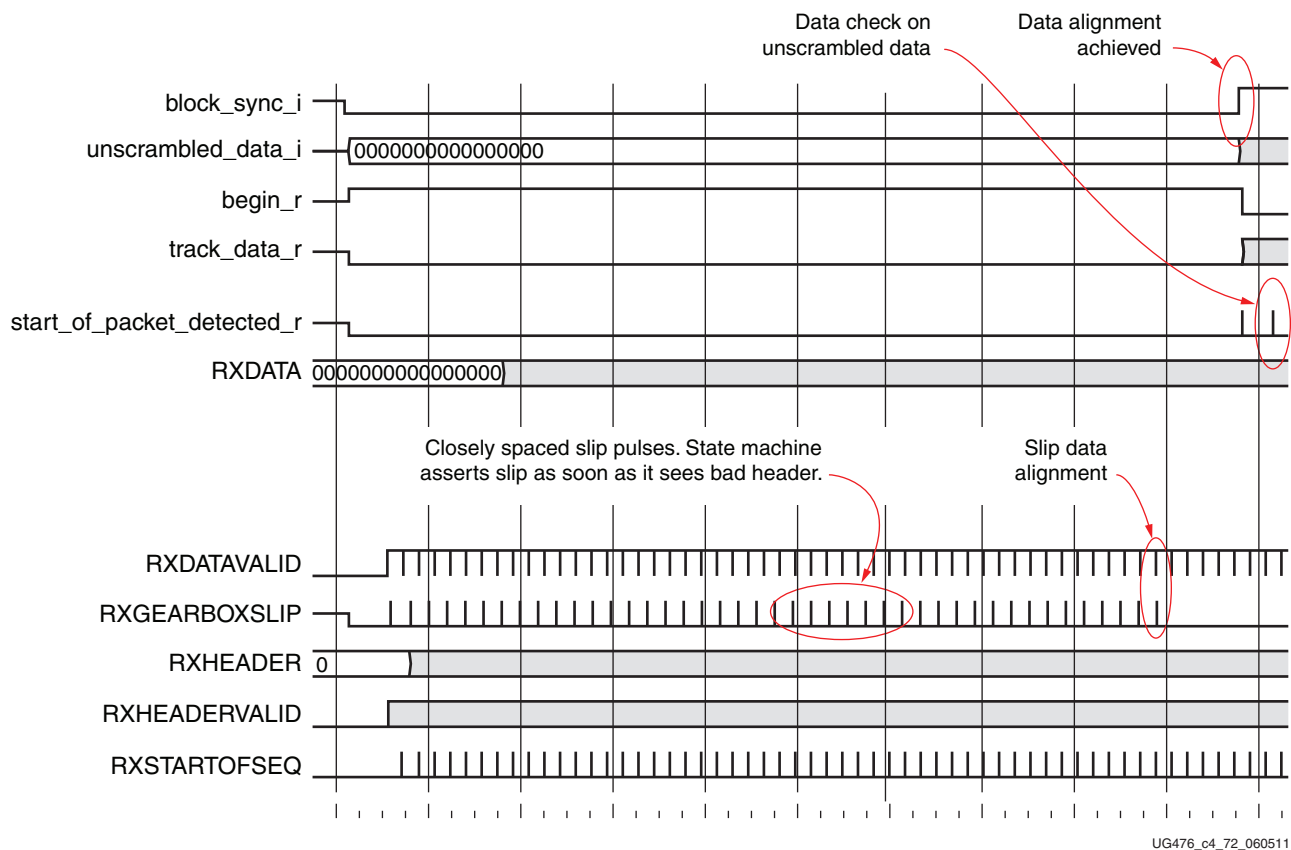 Data check on
unscrambled data
Data alignment
achieved
block_sync_i
unscrambled_data_i
0000000000000000
begin_r
track_data_r
start_of_packet_detected_r
RXDATA
0000000000000000
Closely spaced slip pulses. State machine
asserts slip as soon as it sees bad header.
Slip data
alignment
RXDATAVALID
RXGEARBOXSLIP
RXHEADER
0
RXHEADERVALID
RXSTARTOFSEQ
UG476_c4_72_060511